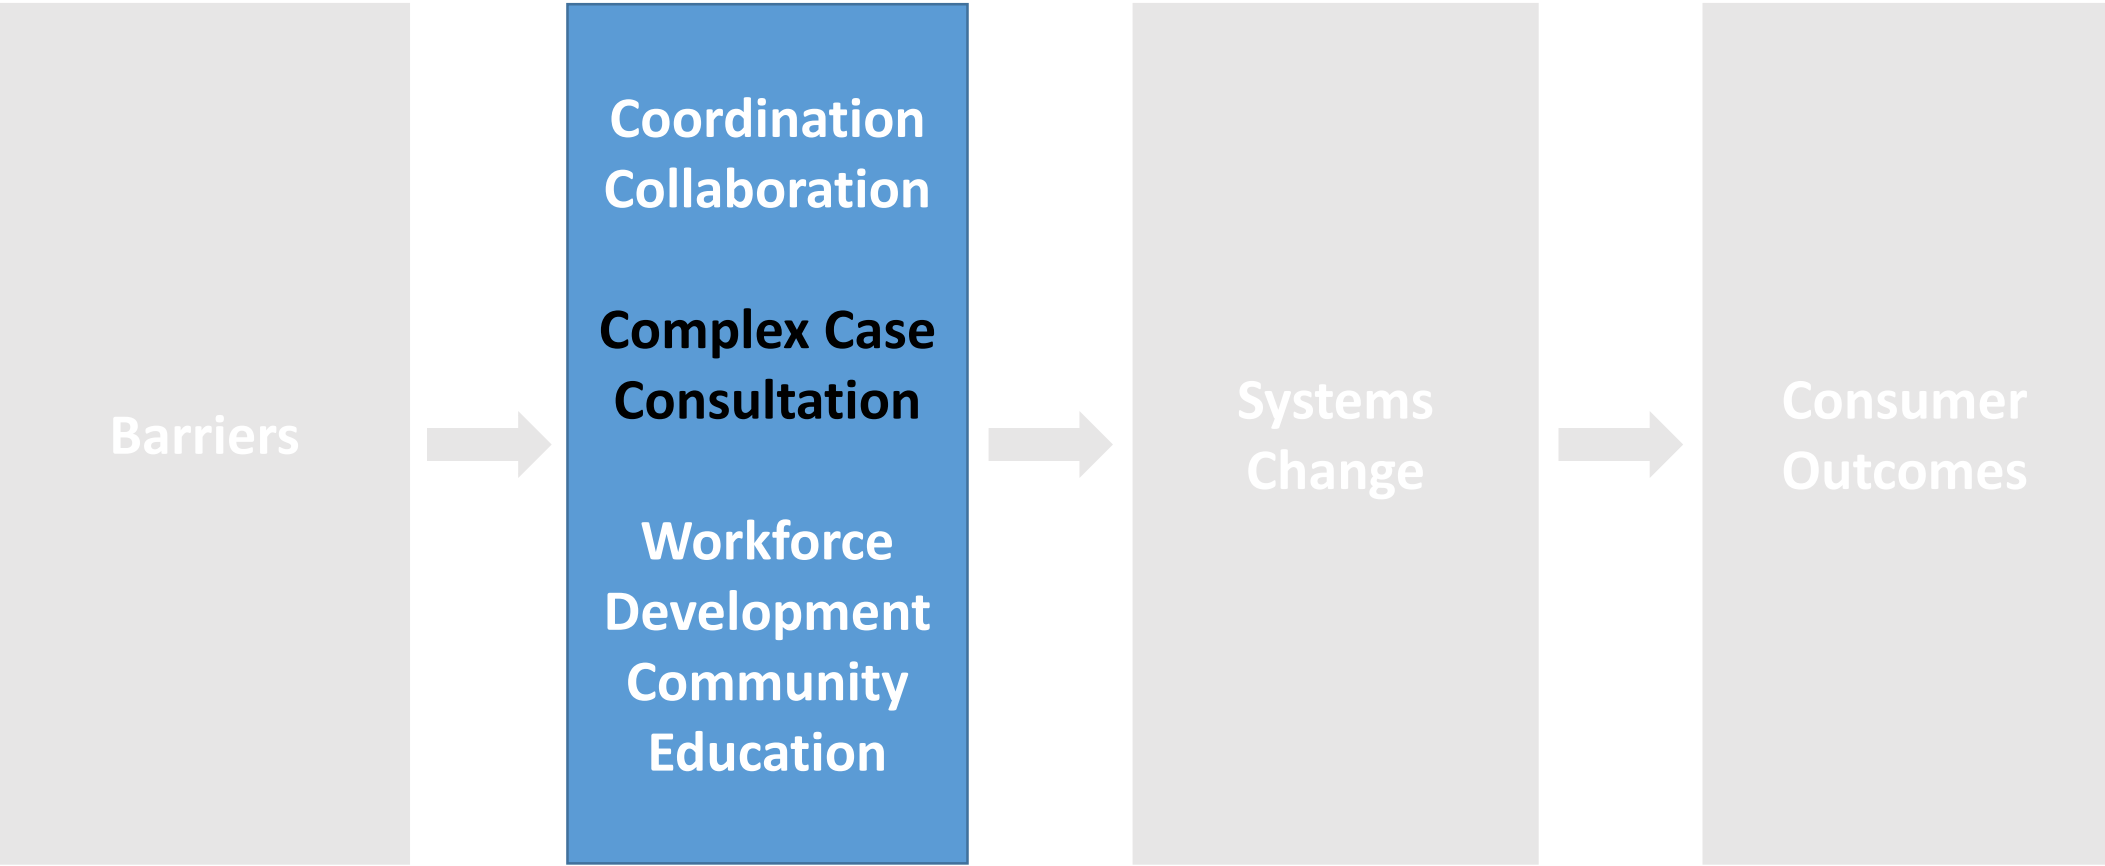 Barriers
Coordination
Collaboration
Complex Case
Consultation
Workforce
Development
Community
Education
Systems
Change
Consumer
Outcomes